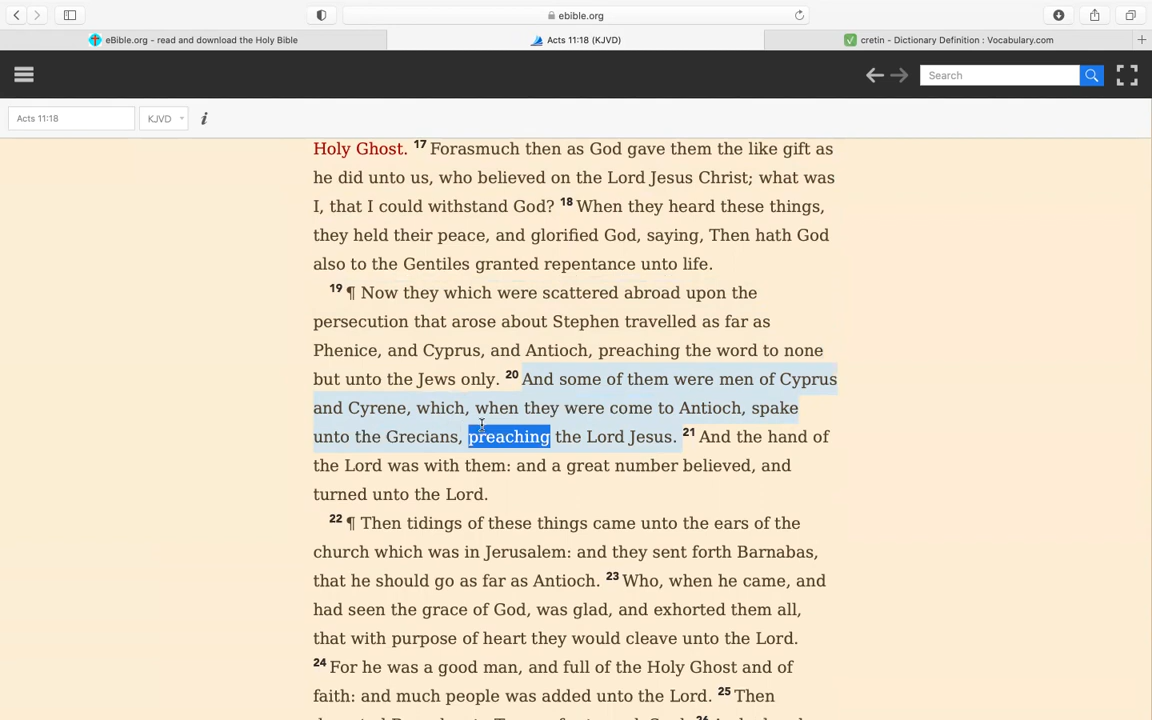 ebible.org
eBible.org - read and download the Holy Bible
Acts 11:18 (KJVD)
cretin - Dictionary Definition : Vocabulary.com
Search
Acts 11:18
KJVD
i
Holy Ghost. 17 Forasmuch then as God gave them the like gift as
he did unto us, who believed on the Lord Jesus Christ; what was
I, that I could withstand God? 18 When they heard these things,
they held their peace, and glorified God, saying, Then hath God
also to the Gentiles granted repentance unto life.
19 ¶ Now they which were scattered abroad upon the
persecution that arose about Stephen travelled as far as
Phenice, and Cyprus, and Antioch, preaching the word to none
but unto the Jews only. 20 And some of them were men of Cyprus
and Cyrene, which, when they were come to Antioch, spake
unto the Grecians, preaching the Lord Jesus. 21 And the hand of
the Lord was with them: and a great number believed, and
turned unto the Lord.
22 ¶ Then tidings of these things came unto the ears of the
church which was in Jerusalem: and they sent forth Barnabas,
that he should go as far as Antioch. 23 Who, when he came, and
had seen the grace of God, was glad, and exhorted them all,
that with purpose of heart they would cleave unto the Lord.
24 For he was a good man, and full of the Holy Ghost and of
faith: and much people was added unto the Lord. 25 Then